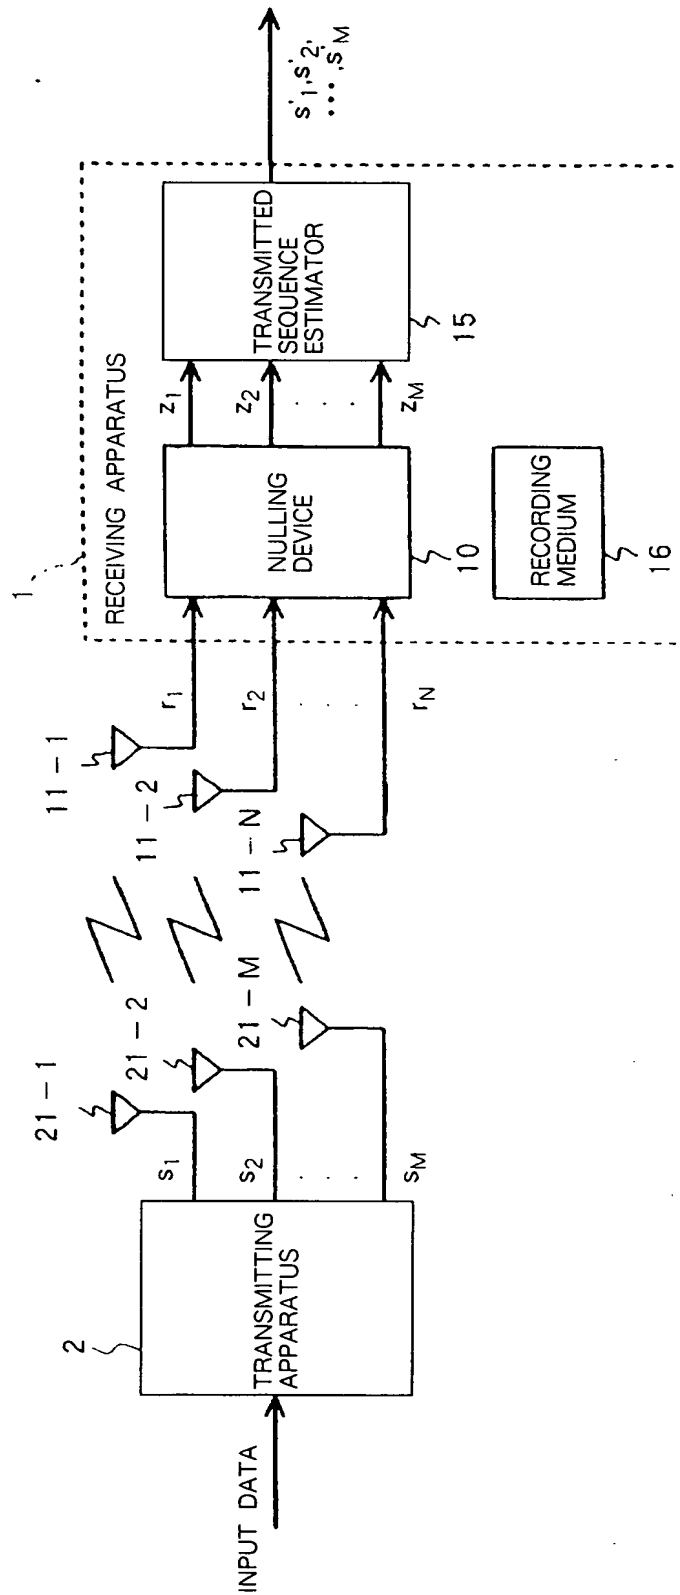 INPUT DATA
2
TRANSMITTING
APPARATUS
s1
s2
. . . .
sM
21-1
21-2
21-M
11-1
11-2
11-N
r1
r2
. . . .
rN
1
RECEIVING APPARATUS
NULLING
DEVICE
10
z1
z2
. . . .
zM
TRANSMITTED
SEQUENCE
ESTIMATOR
15
RECORDING
MEDIUM
16
s'1,s'2,
•••,s'M